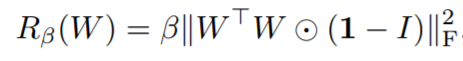 R_β(W) = β‖W^⊤W ⊙ (𝟏 − I)‖_F^2.